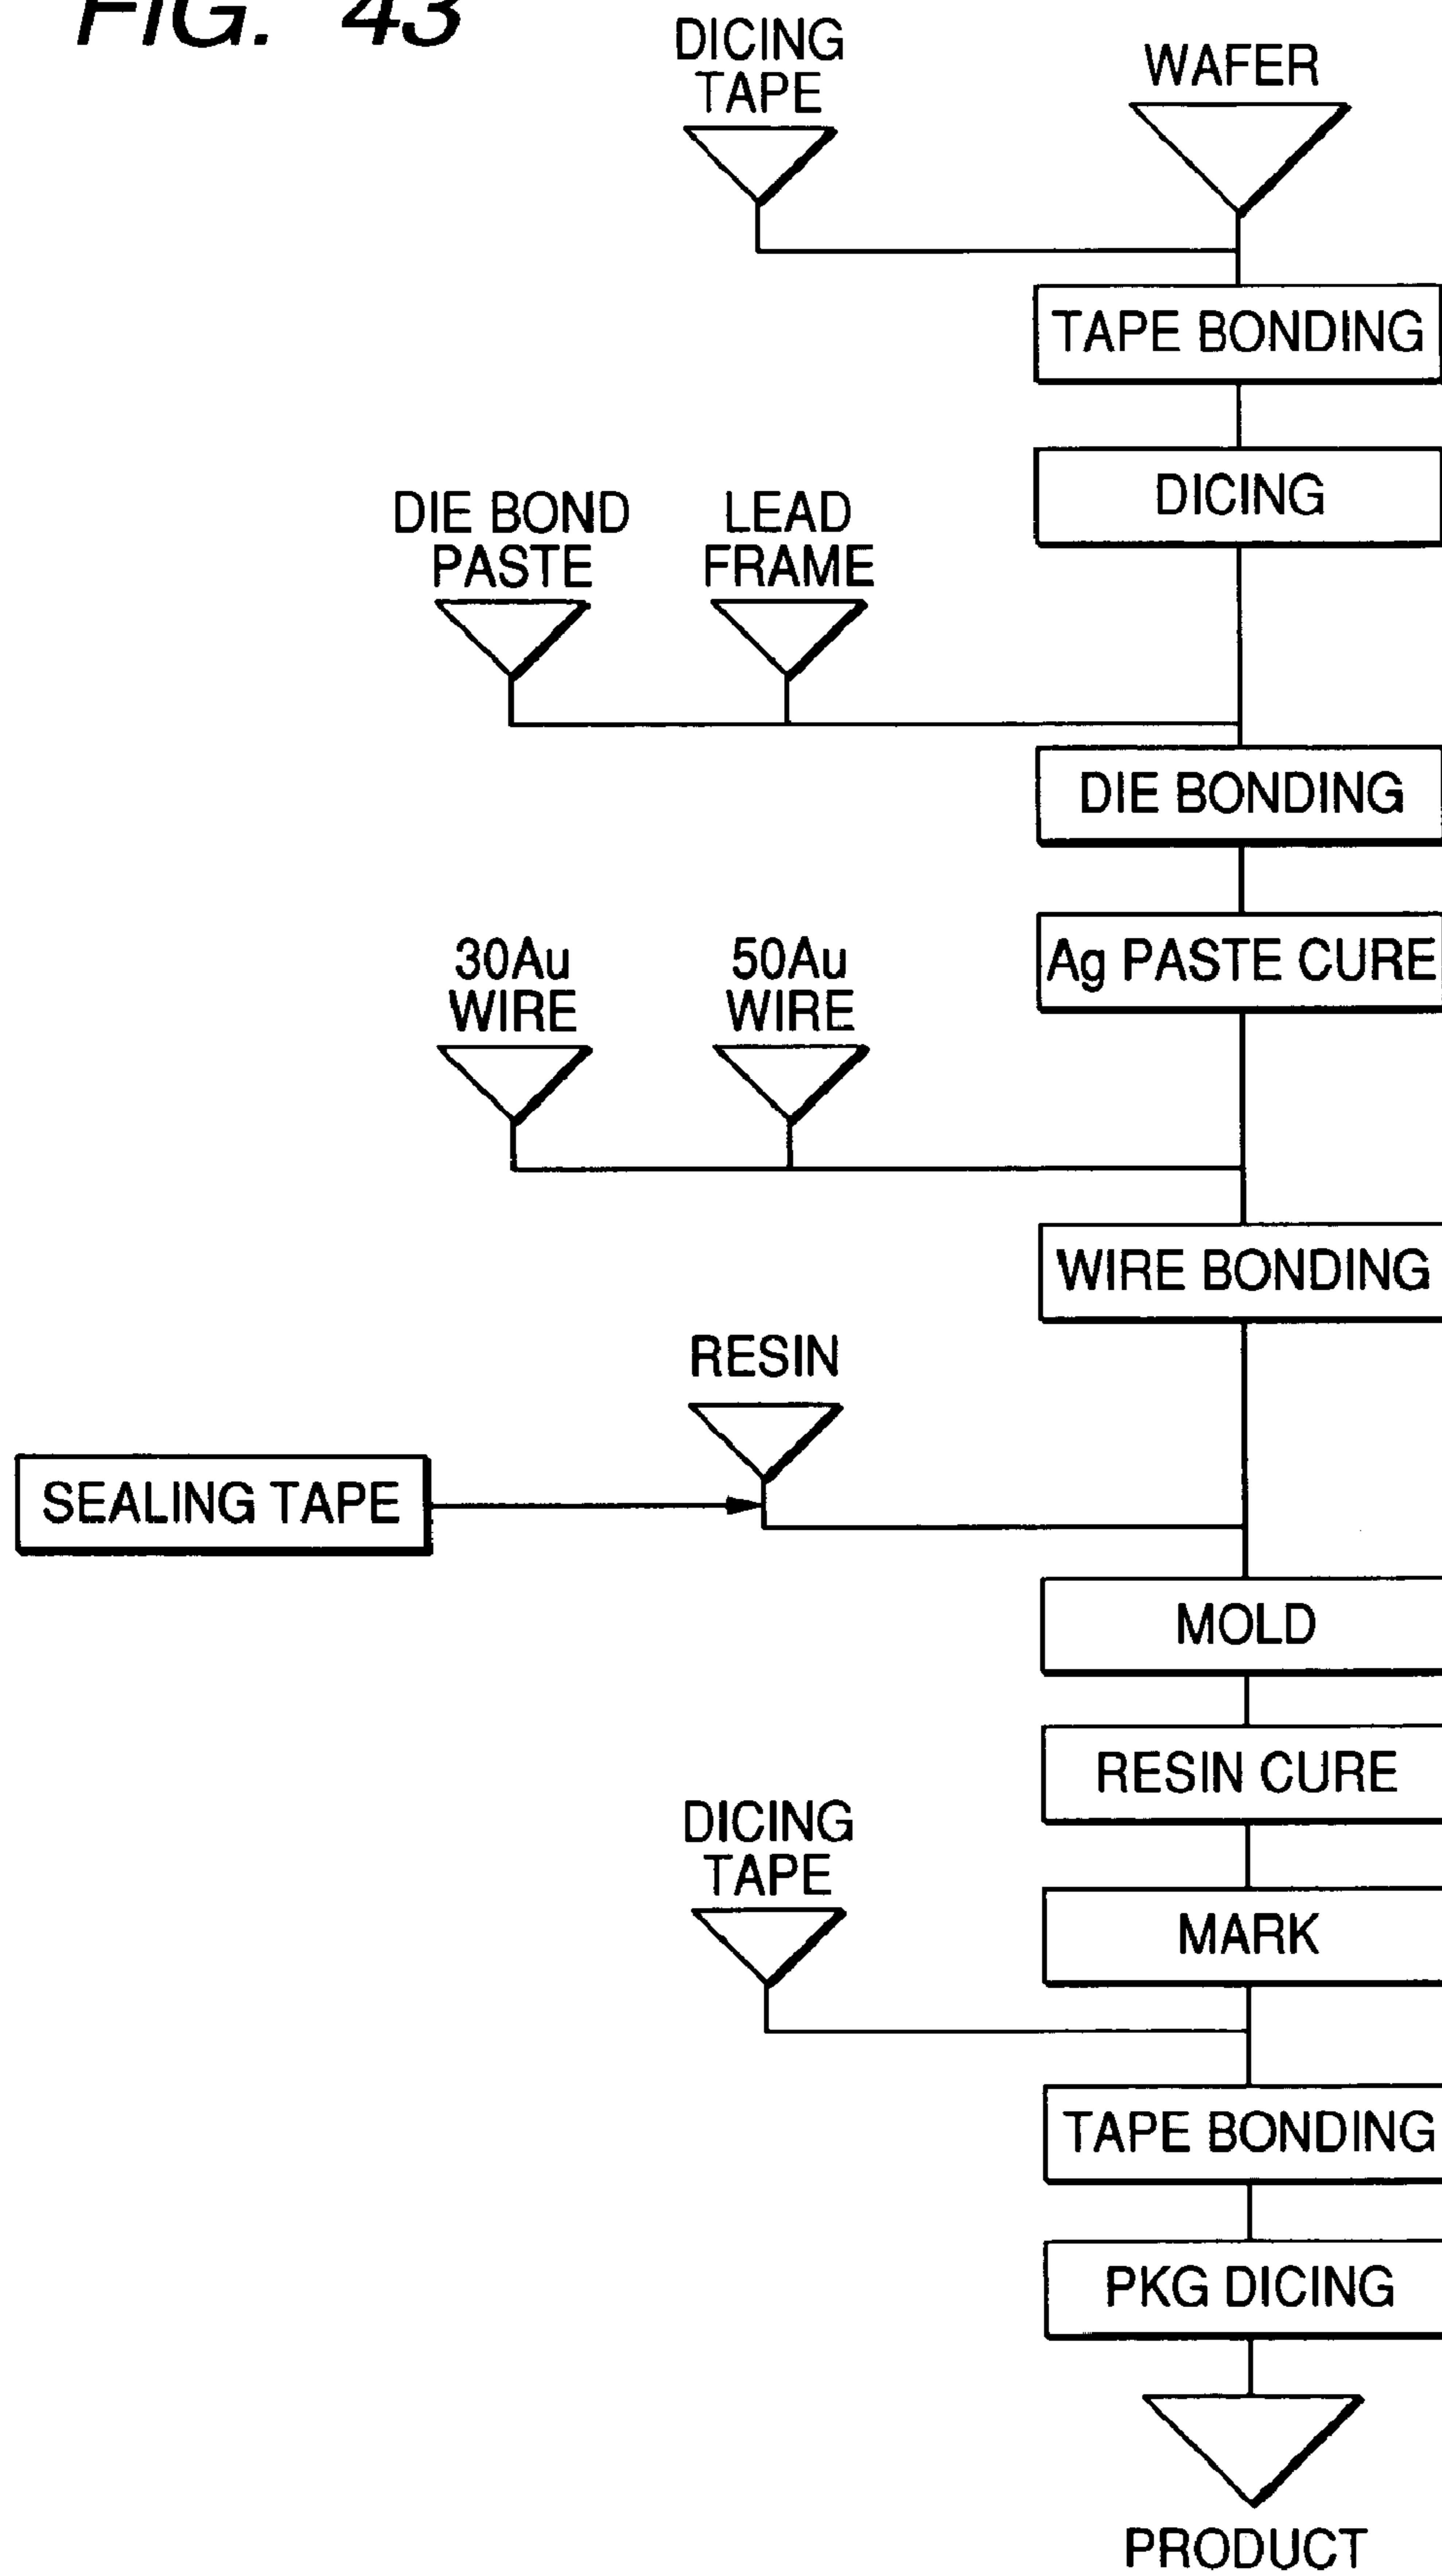 FIG. 43
DICING
TAPE
WAFER
TAPE BONDING
DICING
DIE BOND
PASTE
LEAD
FRAME
DIE BONDING
Ag PASTE CURE
30Au
WIRE
50Au
WIRE
WIRE BONDING
RESIN
SEALING TAPE
MOLD
RESIN CURE
DICING
TAPE
MARK
TAPE BONDING
PKG DICING
PRODUCT